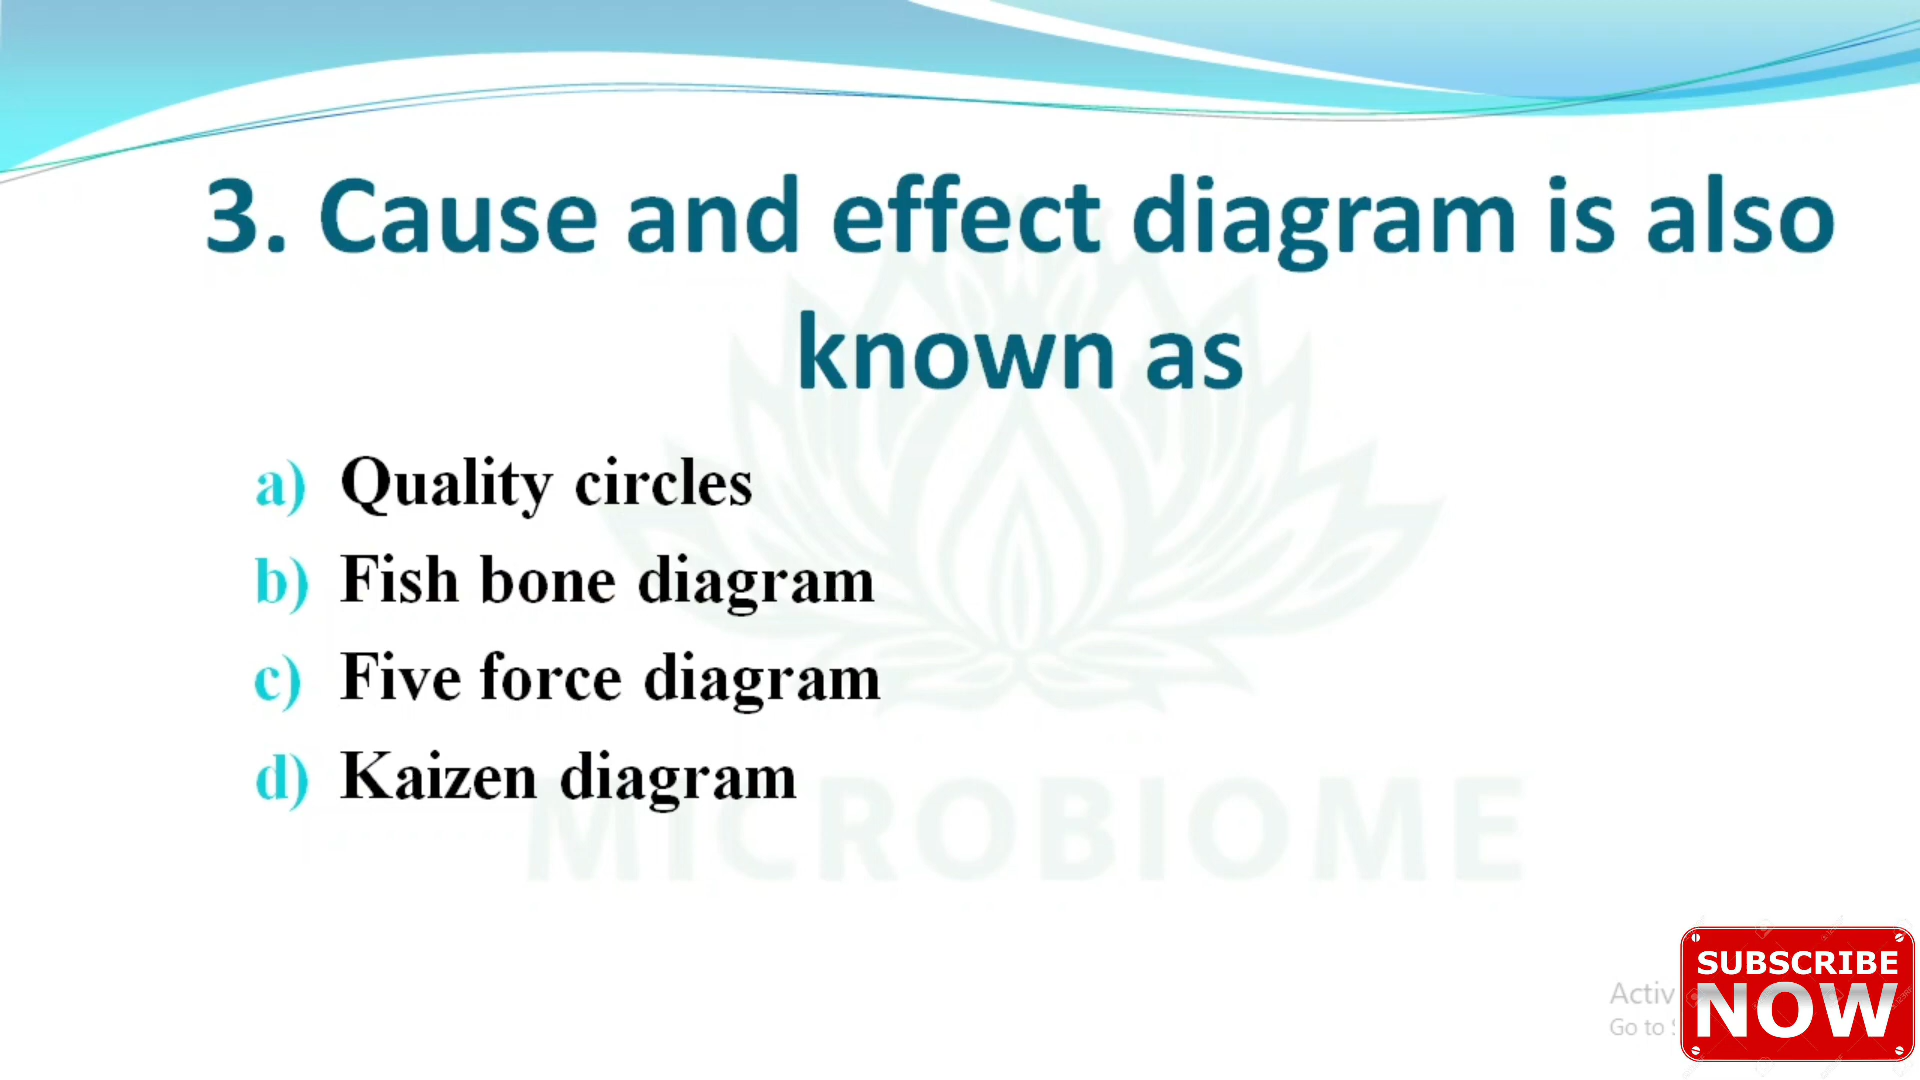 3. Cause and effect diagram is also
known as
a) Quality circles
b) Fish bone diagram
c) Five force diagram
d) Kaizen diagram
MICROBIOME
SUBSCRIBE
NOW
Activ
Go to